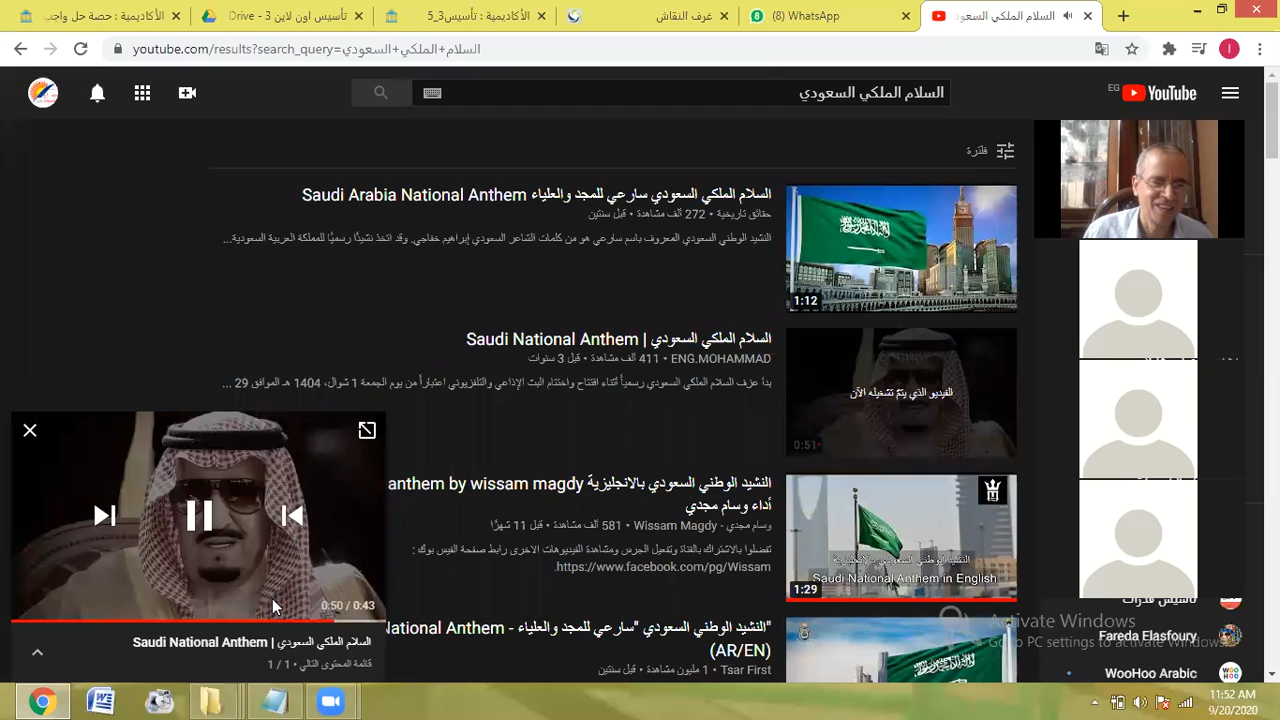 الأكاديمية : حصة حل واجب
تأسيس اون لاين 3 - Drive
الأكاديمية : تأسيس3_5
غرف النقاش
(8) WhatsApp
السلام الملكي السعود
youtube.com/results?search_query=السلام+الملكي+السعودي
السلام الملكي السعودي
YouTube EG
فلترة
السلام الملكي السعودي سارعي للمجد والعلياء Saudi Arabia National Anthem
حقائق تاريخية • 272 ألف مشاهدة • قبل سنتين
النشيد الوطني السعودي المعروف باسم سارعي هو من كلمات الشاعر السعودي إبراهيم خفاجي. وقد اتخذ نشيدًا رسميًّا للمملكة العربية السعودية...
1:12
السلام الملكي السعودي | Saudi National Anthem
ENG.MOHAMMAD • 411 ألف مشاهدة • قبل 3 سنوات
بدأ عزف السلام الملكي السعودي رسمياً أثناء افتتاح واختتام البث الإذاعي والتلفزيوني اعتباراً من يوم الجمعة 1 شوال، 1404 هـ الموافق 29 ...
الفيديو الذي يتمّ تشغيله الآن
0:51
النشيد الوطني السعودي بالانجليزية anthem by wissam magdy
أداء وسام مجدي
وسام مجدي - Wissam Magdy • 581 ألف مشاهدة • قبل 11 شهرًا
تفضلوا بالاشتراك بالقناة وتفعيل الجرس ومشاهدة الفيديوهات الاخرى رابط صفحة الفيس بوك :
https://www.facebook.com/pg/Wissam.
النشيد الوطني السعودي بالانجليزية
Saudi National Anthem in English
1:29
"النشيد الوطني السعودي "سارعي للمجد والعلياء - National Anthem
(AR/EN)
Tsar First • 1 مليون مشاهدة • قبل سنتين
0:50 / 0:43
السلام الملكي السعودي | Saudi National Anthem
قائمة المحتوى التالي • 1 / 1
تأسيس قدرات
Fareda Elasfoury
WooHoo Arabic
Activate Windows
Go to PC settings to activate Windows.
11:52 AM
9/20/2020